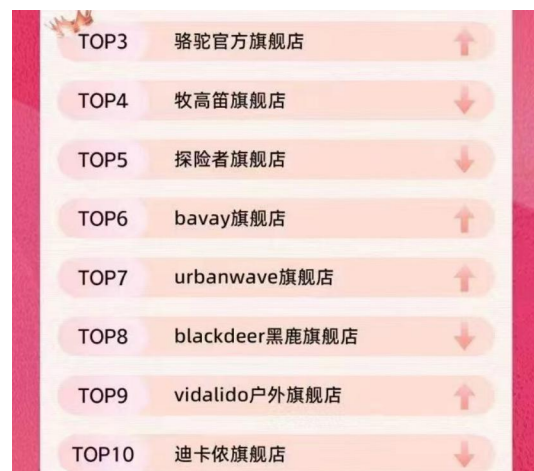 TOP3 骆驼官方旗舰店
TOP4 牧高笛旗舰店
TOP5 探险者旗舰店
TOP6 bavay旗舰店
TOP7 urbanwave旗舰店
TOP8 blackdeer黑鹿旗舰店
TOP9 vidalido户外旗舰店
TOP10 迪卡侬旗舰店